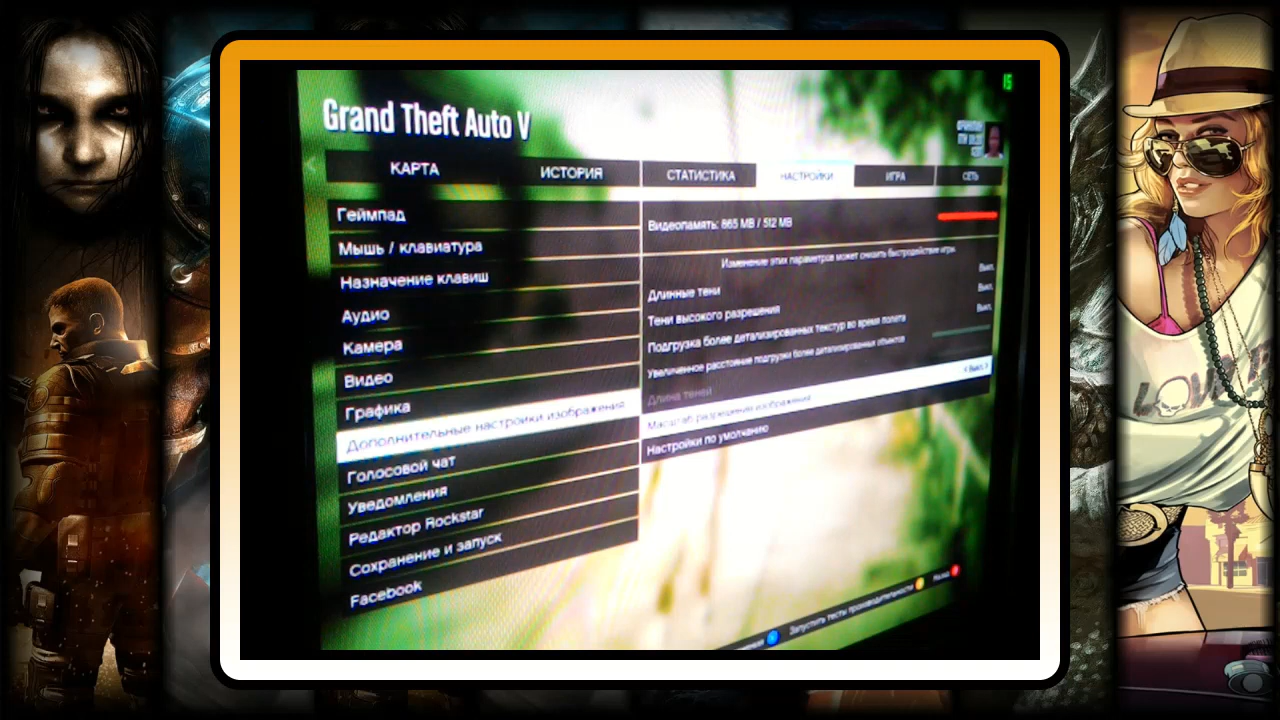 Grand Theft Auto V
КАРТА
ИСТОРИЯ
СТАТИСТИКА
НАСТРОЙКИ
ИГРА
СЕТЬ
Геймпад
Мышь / клавиатура
Назначение клавиш
Аудио
Камера
Видео
Графика
Дополнительные настройки изображения
Голосовой чат
Уведомления
Редактор Rockstar
Сохранение и запуск
Facebook
Видеопамять: 865 MB / 512 MB
Изменение этих параметров может снизить быстродействие игры.
Длинные тени
Выкл.
Тени высокого разрешения
Выкл.
Подгрузка более детализированных текстур во время полета
Выкл.
Увеличенное расстояние подгрузки более детализированных объектов
Длина теней
Масштаб разрешения изображения
< Выкл. >
Настройки по умолчанию
Запустить тесты производительности
Назад